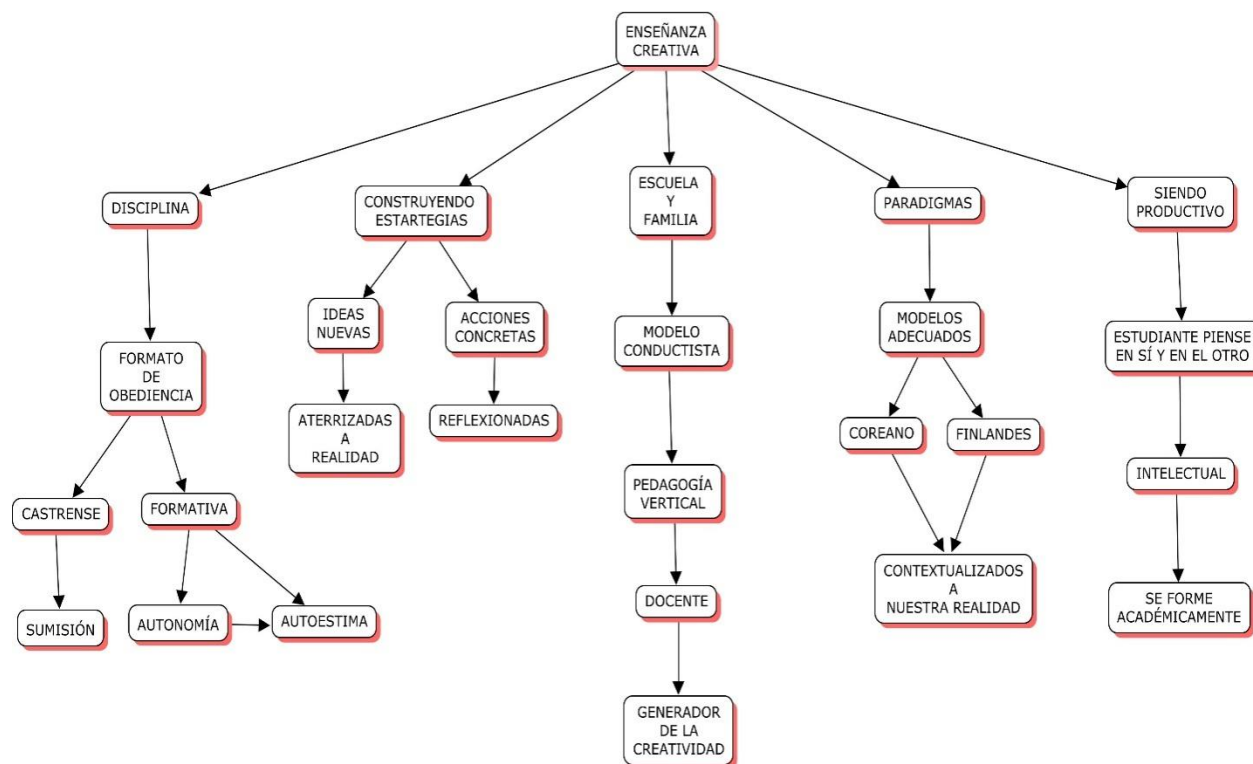 ENSEÑANZA
CREATIVA
DISCIPLINA
CONSTRUYENDO
ESTARTEGIAS
ESCUELA
Y
FAMILIA
PARADIGMAS
SIENDO
PRODUCTIVO
IDEAS
NUEVAS
ACCIONES
CONCRETAS
MODELO
CONDUCTISTA
MODELOS
ADECUADOS
ESTUDIANTE PIENSE
EN SÍ Y EN EL OTRO
FORMATO
DE
OBEDIENCIA
ATERRIZADAS
A
REALIDAD
REFLEXIONADAS
COREANO
FINLANDES
PEDAGOGÍA
VERTICAL
INTELECTUAL
CASTRENSE
FORMATIVA
CONTEXTUALIZADOS
A
NUESTRA REALIDAD
DOCENTE
SE FORME
ACADÉMICAMENTE
SUMISIÓN
AUTONOMÍA
AUTOESTIMA
GENERADOR
DE LA
CREATIVIDAD